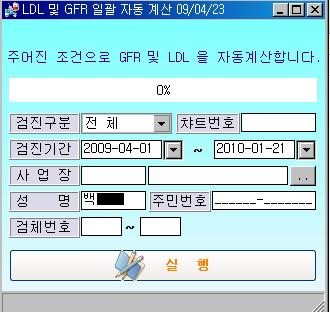 LDL 및 GFR 일괄 자동 계산 09/04/23
주어진 조건으로 GFR 및 LDL 을 자동계산합니다.
0%
검진구분 전 체 챠트번호
검진기간 2009-04-01 ~ 2010-01-21
사 업 장 ..
성 명 백 주민번호 ______-_______
검체번호 ~
실 행